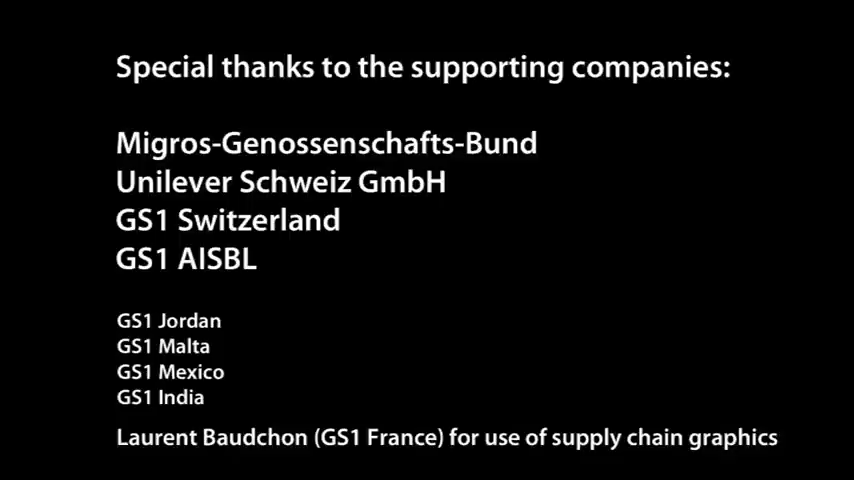 Special thanks to the supporting companies:
Migros-Genossenschafts-Bund
Unilever Schweiz GmbH
GS1 Switzerland
GS1 AISBL
GS1 Jordan
GS1 Malta
GS1 Mexico
GS1 India
Laurent Baudchon (GS1 France) for use of supply chain graphics